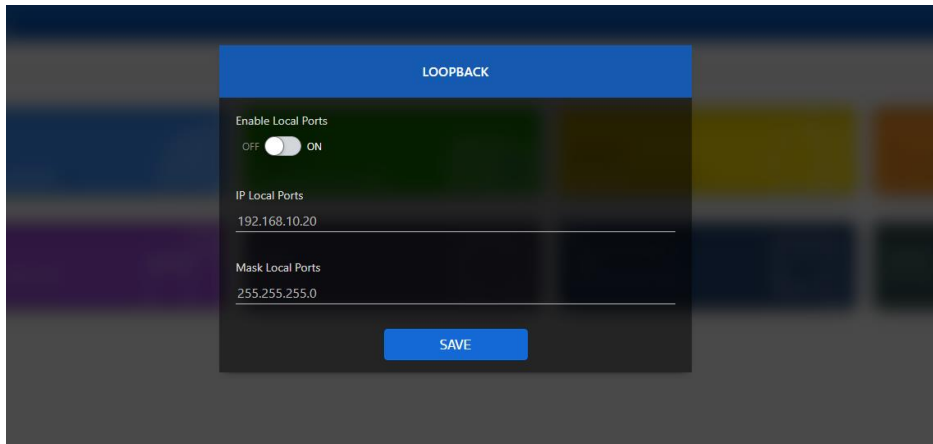 LOOPBACK
Enable Local Ports
OFF ON
IP Local Ports
192.168.10.20
Mask Local Ports
255.255.255.0
SAVE